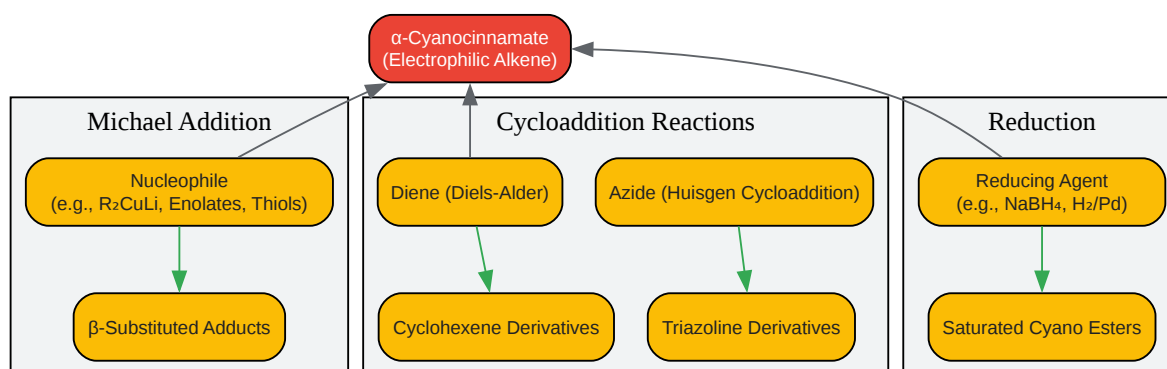 α-Cyanocinnamate
(Electrophilic Alkene)
Michael Addition
Cycloaddition Reactions
Reduction
Nucleophile
(e.g., R₂CuLi, Enolates, Thiols)
Diene (Diels-Alder)
Azide (Huisgen Cycloaddition)
Reducing Agent
(e.g., NaBH₄, H₂/Pd)
β-Substituted Adducts
Cyclohexene Derivatives
Triazoline Derivatives
Saturated Cyano Esters